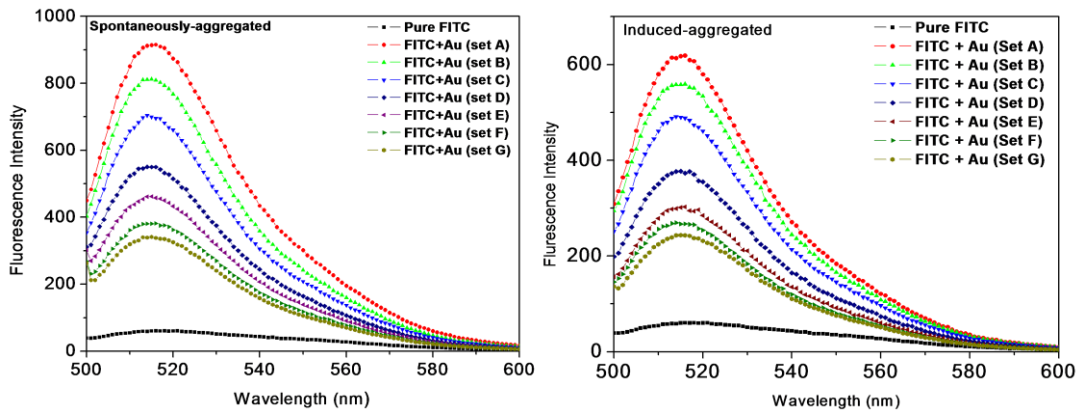 Spontaneously-aggregated
Pure FITC
FITC+Au (set A)
FITC+Au (set B)
FITC+Au (set C)
FITC+Au (set D)
FITC+Au (set E)
FITC+Au (set F)
FITC+Au (set G)
Fluorescence Intensity
1000
800
600
400
200
0
500
520
540
560
580
600
Wavelength (nm)
Induced-aggregated
Pure FITC
FITC + Au (Set A)
FITC + Au (Set B)
FITC + Au (Set C)
FITC + Au (Set D)
FITC + Au (Set E)
FITC + Au (Set F)
FITC + Au (Set G)
Flurescence Intensity
600
400
200
0
500
520
540
560
580
600
Wavelength (nm)